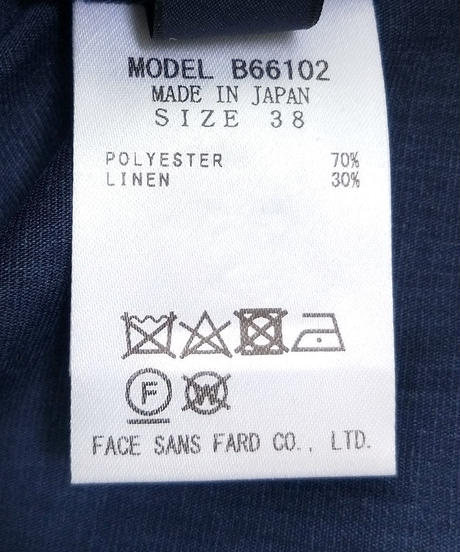 MODEL B66102
MADE IN JAPAN
SIZE 38
POLYESTER 70%
LINEN 30%
F W
FACE SANS FARD CO., LTD.